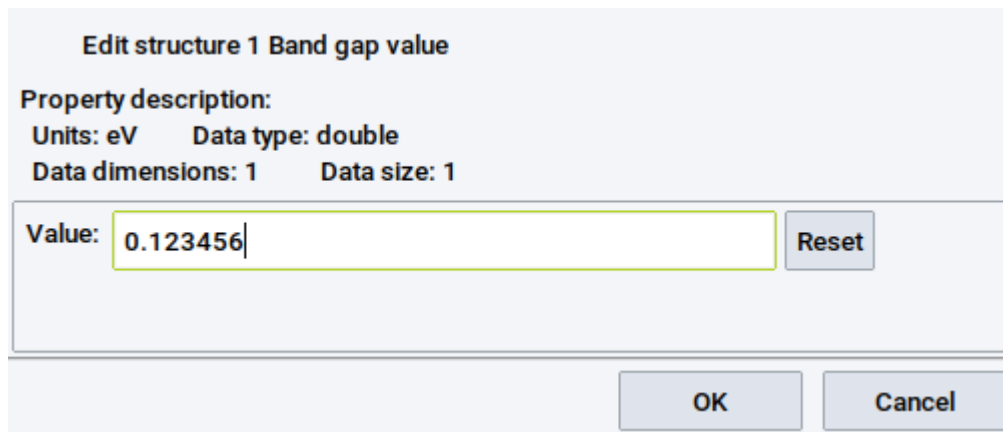 Edit structure 1 Band gap value
Property description:
Units: eV Data type: double
Data dimensions: 1 Data size: 1
Value: 0.123456 Reset
OK Cancel